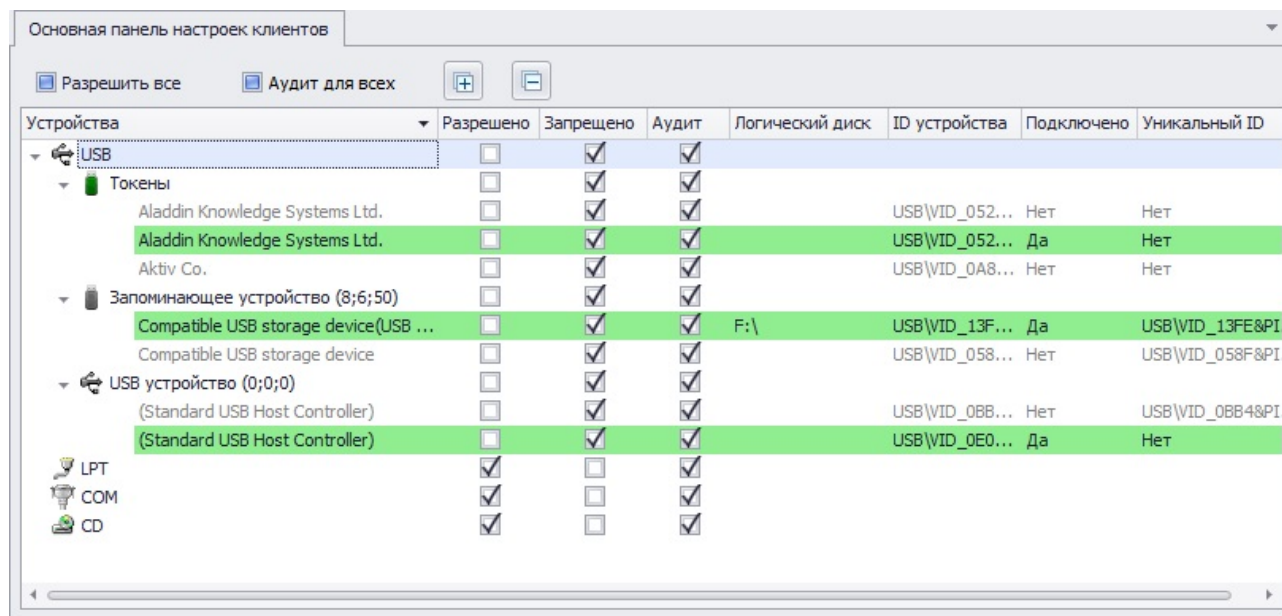 Основная панель настроек клиентов
Разрешить все Аудит для всех
Устройства Разрешено Запрещено Аудит Логический диск ID устройства Подключено Уникальный ID
USB
Токены
Aladdin Knowledge Systems Ltd. USB\VID_052... Нет Нет
Aladdin Knowledge Systems Ltd. USB\VID_052... Да Нет
Aktiv Co. USB\VID_0A8... Нет Нет
Запоминающее устройство (8;6;50)
Compatible USB storage device(USB ... F:\ USB\VID_13F... Да USB\VID_13FE&PI
Compatible USB storage device USB\VID_058... Нет USB\VID_058F&PI
USB устройство (0;0;0)
(Standard USB Host Controller) USB\VID_0BB... Нет USB\VID_0BB4&PI
(Standard USB Host Controller) USB\VID_0E0... Да Нет
LPT
COM
CD